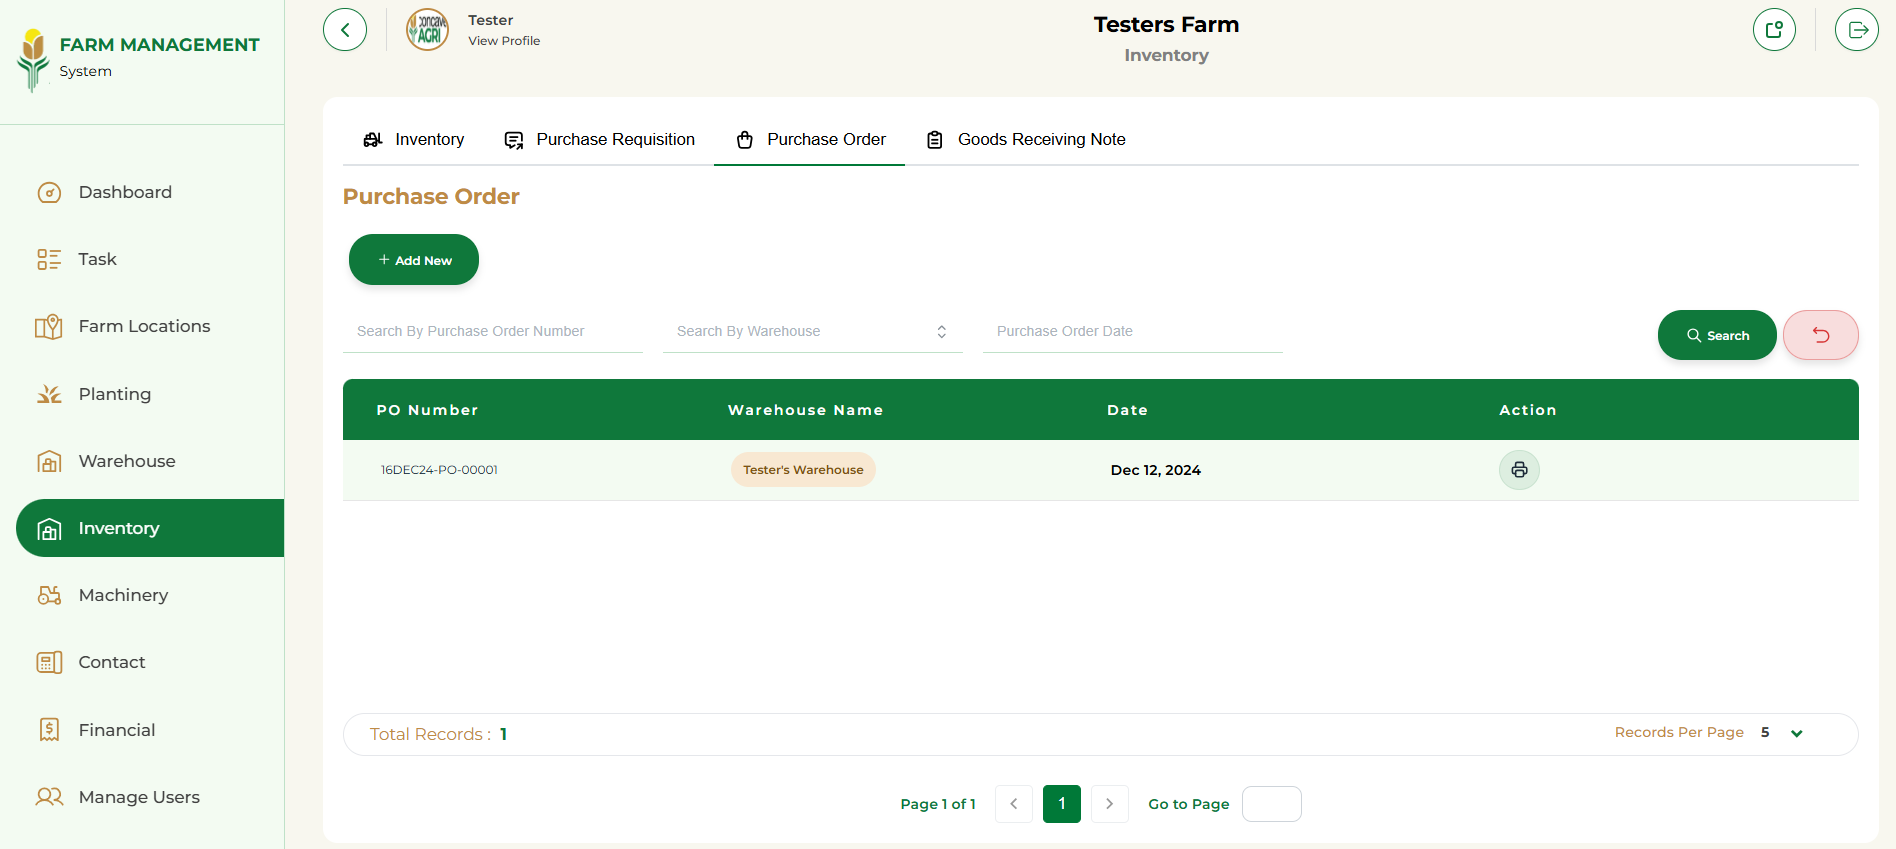 FARM MANAGEMENT
System
Dashboard
Task
Farm Locations
Planting
Warehouse
Inventory
Machinery
Contact
Financial
Manage Users
concave
AGRI
Tester
View Profile
Testers Farm
Inventory
Inventory
Purchase Requisition
Purchase Order
Goods Receiving Note
Purchase Order
+ Add New
Search By Purchase Order Number
Search By Warehouse
Purchase Order Date
Search
PO Number Warehouse Name Date Action
16DEC24-PO-00001 Tester's Warehouse Dec 12, 2024
Total Records : 1
Records Per Page 5
Page 1 of 1
1
Go to Page